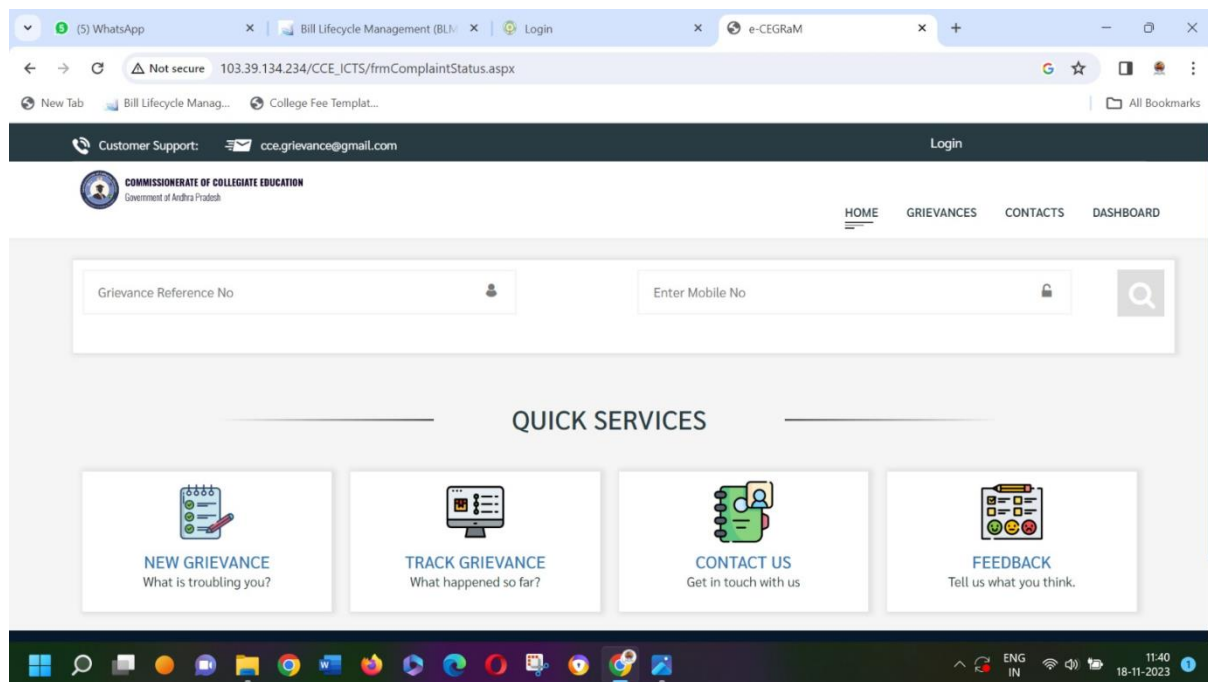 (5) WhatsApp
Bill Lifecycle Management (BLM
Login
e-CEGRaM
Not secure 103.39.134.234/CCE_ICTS/frmComplaintStatus.aspx
New Tab Bill Lifecycle Manag... College Fee Templat... All Bookmarks
Customer Support: cce.grievance@gmail.com Login
COMMISSIONERATE OF COLLEGIATE EDUCATION
Government of Andhra Pradesh
HOME GRIEVANCES CONTACTS DASHBOARD
Grievance Reference No Enter Mobile No
QUICK SERVICES
NEW GRIEVANCE
What is troubling you?
TRACK GRIEVANCE
What happened so far?
CONTACT US
Get in touch with us
FEEDBACK
Tell us what you think.
ENG
IN
11:40
18-11-2023
1